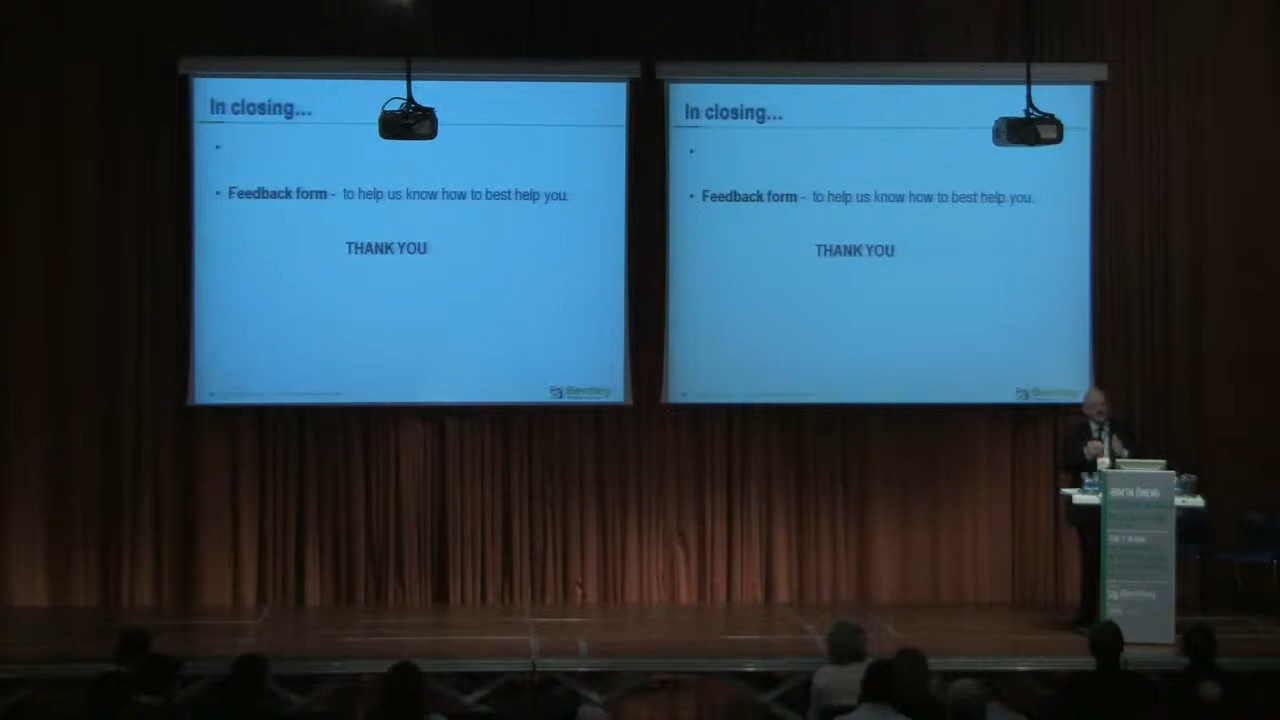 In closing...
•
• Feedback form - to help us know how to best help you.
THANK YOU
Bentley
In closing...
•
• Feedback form - to help us know how to best help you.
THANK YOU
Bentley
Bentley